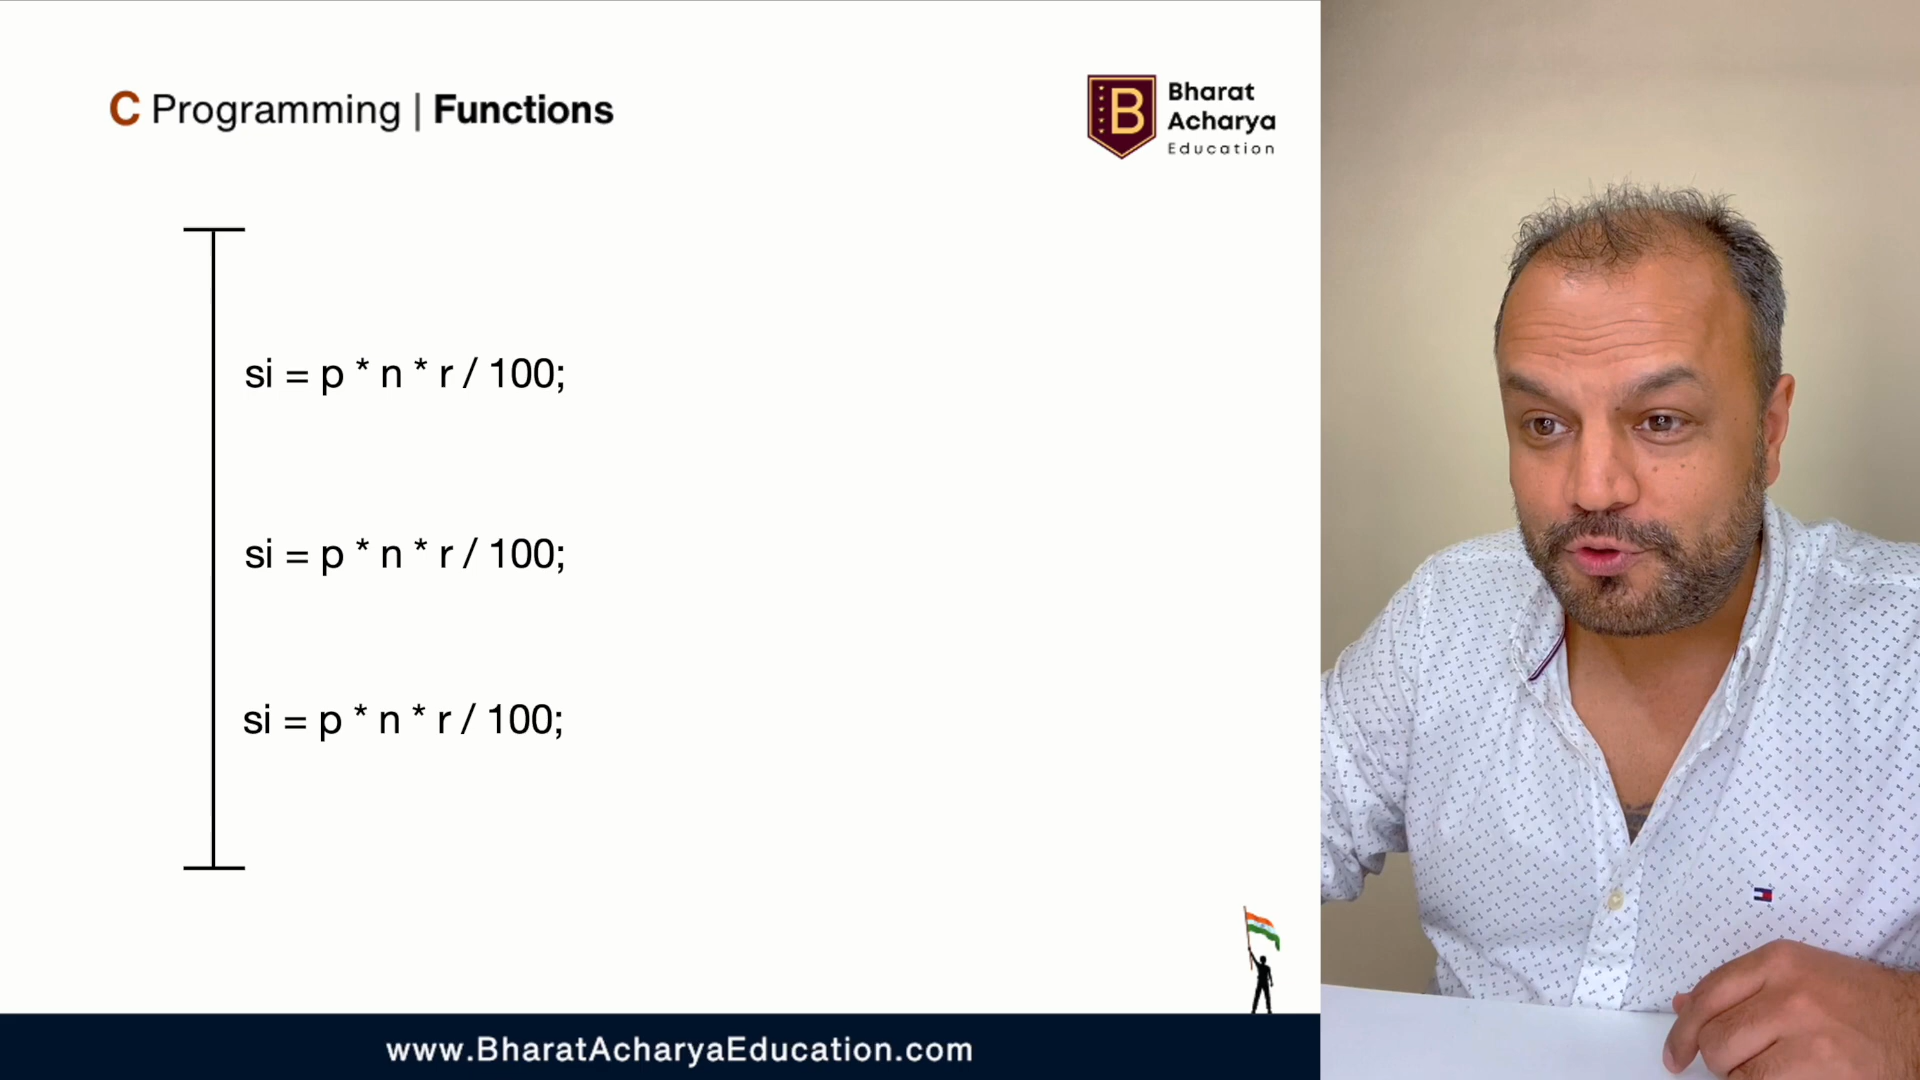 C Programming | Functions
Bharat
Acharya
Education
si = p * n * r / 100;
si = p * n * r / 100;
si = p * n * r / 100;
www.BharatAcharyaEducation.com